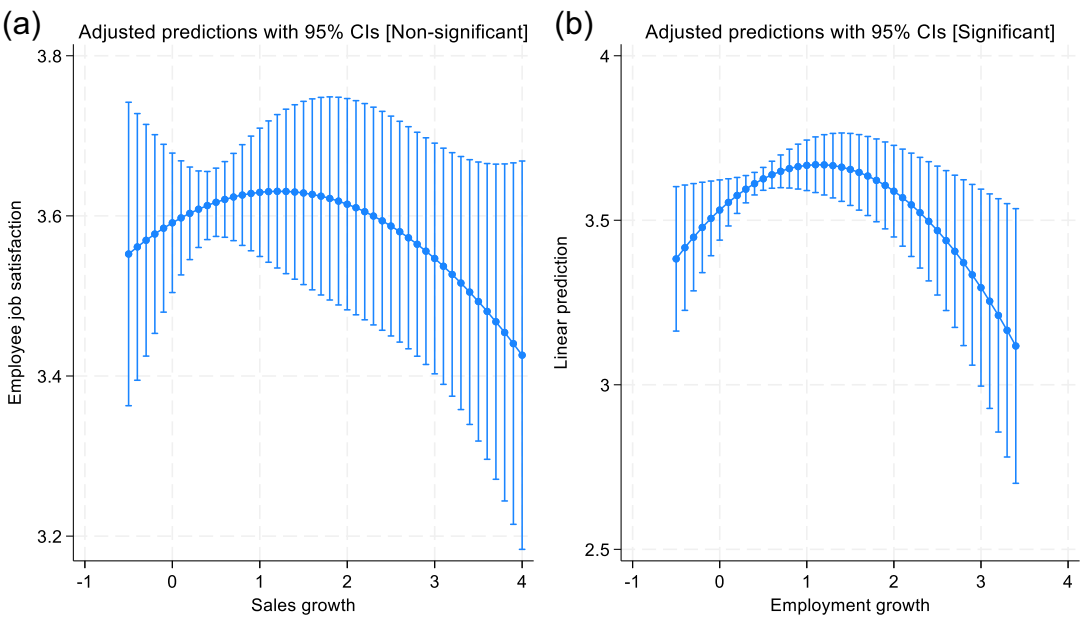 (a)
Adjusted predictions with 95% CIs [Non-significant]
Employee job satisfaction
3.8
3.6
3.4
3.2
-1 0 1 2 3 4
Sales growth
(b)
Adjusted predictions with 95% CIs [Significant]
Linear prediction
4
3.5
3
2.5
-1 0 1 2 3 4
Employment growth